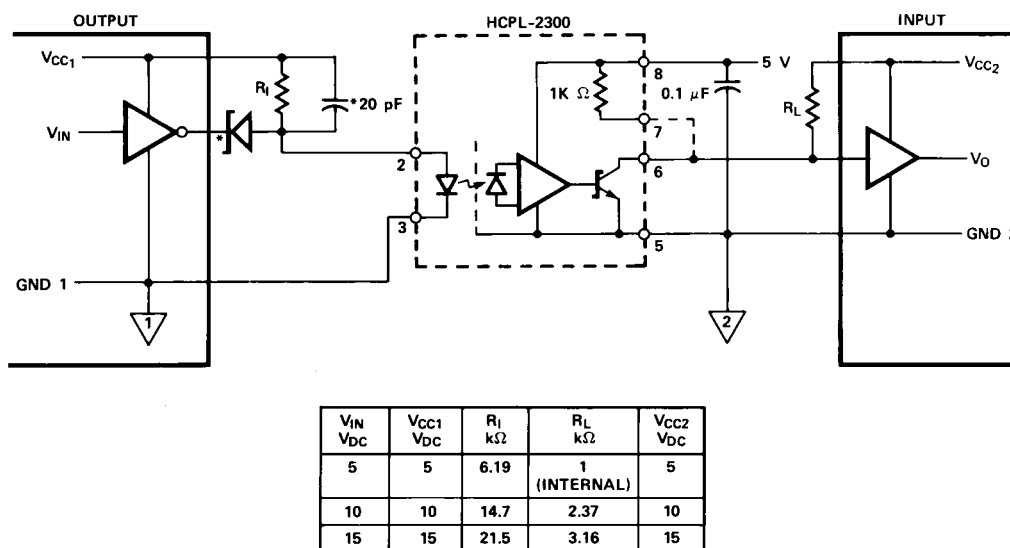 OUTPUT
HCPL-2300
INPUT
VCC1
RI
*20 pF
VIN
*
GND 1
1
2
3
8
1K Ω
7
6
5
5 V
0.1 μF
2
RL
VCC2
VO
GND
VIN VDC VCC1 VDC RI kΩ RL kΩ VCC2 VDC
5 5 6.19 1 (INTERNAL) 5
10 10 14.7 2.37 10
15 15 21.5 3.16 15